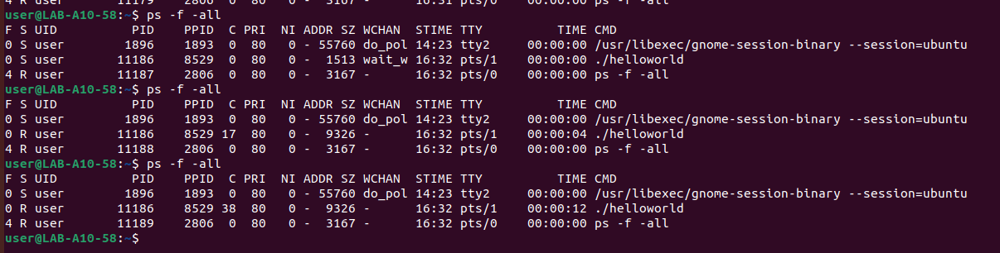 4 R user       11179    2806  0  80   0 -  3167 -      16:31 pts/0    00:00:00 ps -f -all
user@LAB-A10-58:~$ ps -f -all
F S UID          PID    PPID  C PRI  NI ADDR SZ WCHAN  STIME TTY          TIME CMD
0 S user        1896    1893  0  80   0 - 55760 do_pol 14:23 tty2     00:00:00 /usr/libexec/gnome-session-binary --session=ubuntu
0 S user       11186    8529  0  80   0 -  1513 wait_w 16:32 pts/1    00:00:00 ./helloworld
4 R user       11187    2806  0  80   0 -  3167 -      16:32 pts/0    00:00:00 ps -f -all
user@LAB-A10-58:~$ ps -f -all
F S UID          PID    PPID  C PRI  NI ADDR SZ WCHAN  STIME TTY          TIME CMD
0 S user        1896    1893  0  80   0 - 55760 do_pol 14:23 tty2     00:00:00 /usr/libexec/gnome-session-binary --session=ubuntu
0 R user       11186    8529 17  80   0 -  9326 -      16:32 pts/1    00:00:04 ./helloworld
4 R user       11188    2806  0  80   0 -  3167 -      16:32 pts/0    00:00:00 ps -f -all
user@LAB-A10-58:~$ ps -f -all
F S UID          PID    PPID  C PRI  NI ADDR SZ WCHAN  STIME TTY          TIME CMD
0 S user        1896    1893  0  80   0 - 55760 do_pol 14:23 tty2     00:00:00 /usr/libexec/gnome-session-binary --session=ubuntu
0 R user       11186    8529 38  80   0 -  9326 -      16:32 pts/1    00:00:12 ./helloworld
4 R user       11189    2806  0  80   0 -  3167 -      16:32 pts/0    00:00:00 ps -f -all
user@LAB-A10-58:~$